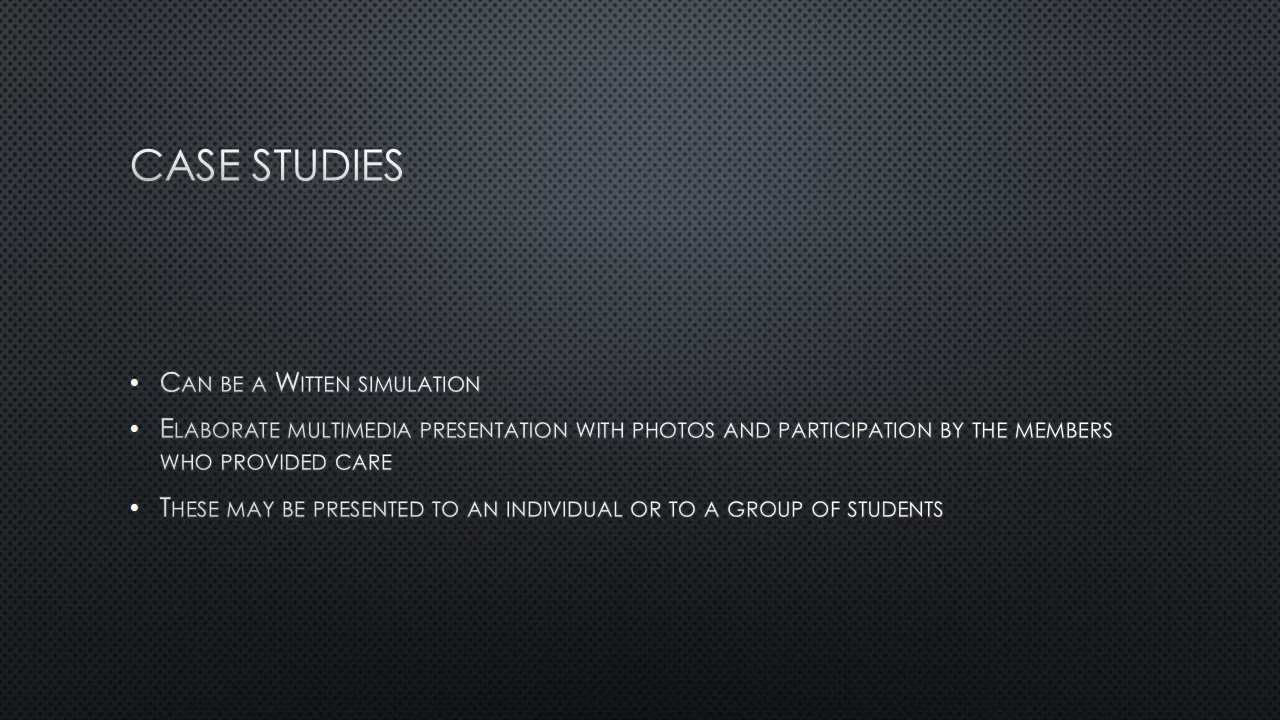 CASE STUDIES
• CAN BE A WITTEN SIMULATION
• ELABORATE MULTIMEDIA PRESENTATION WITH PHOTOS AND PARTICIPATION BY THE MEMBERS
WHO PROVIDED CARE
• THESE MAY BE PRESENTED TO AN INDIVIDUAL OR TO A GROUP OF STUDENTS